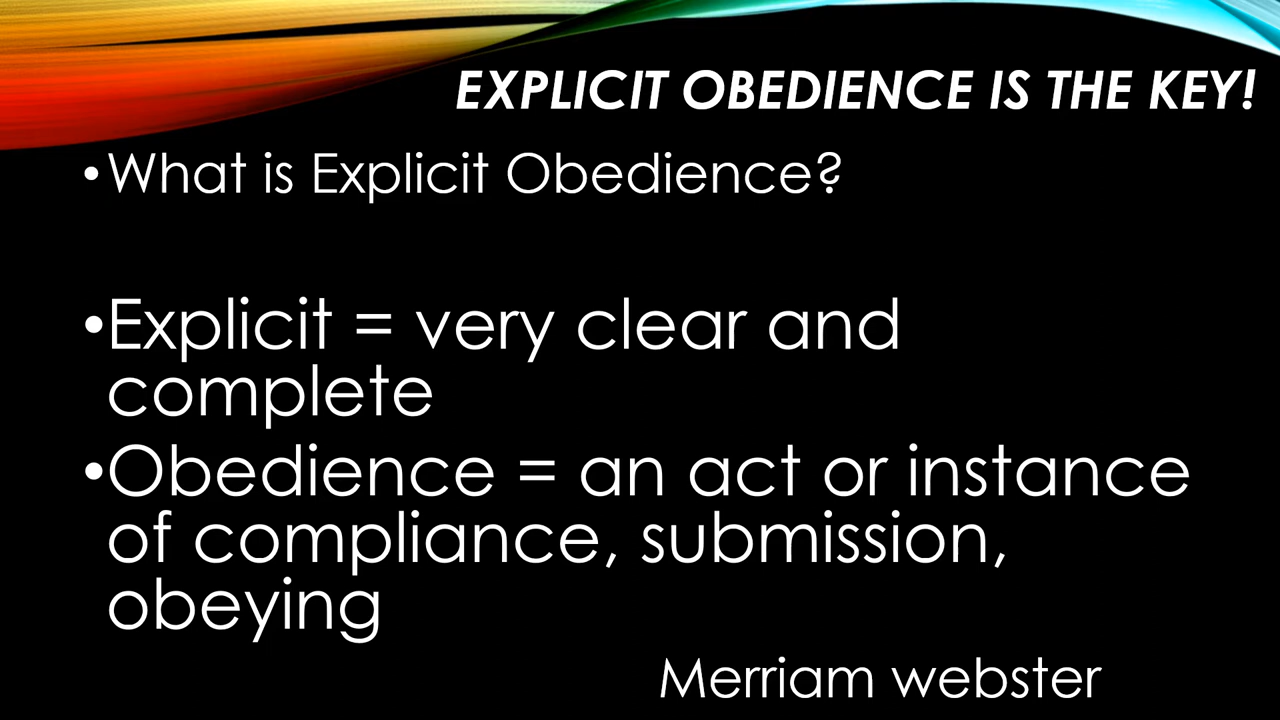 EXPLICIT OBEDIENCE IS THE KEY!
•What is Explicit Obedience?
•Explicit = very clear and
complete
•Obedience = an act or instance
of compliance, submission,
obeying
Merriam webster